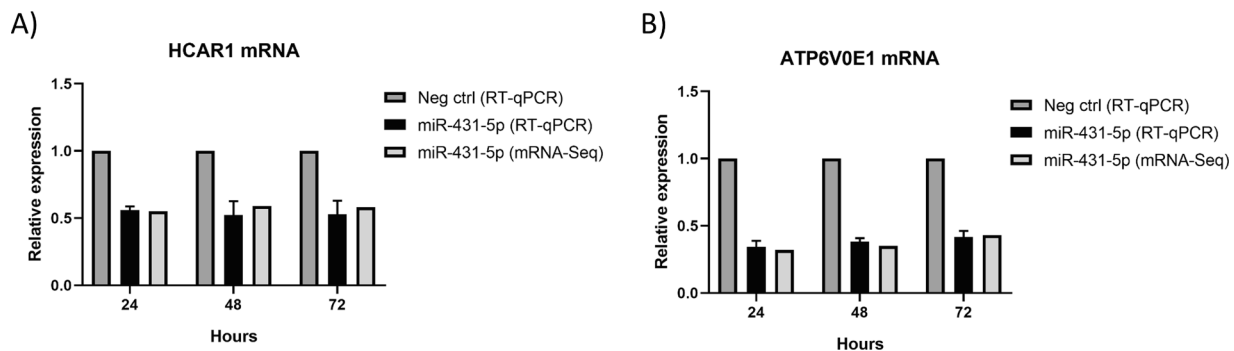 A)
HCAR1 mRNA
Relative expression
1.5
1.0
0.5
0.0
24
48
72
Hours
Neg ctrl (RT-qPCR)
miR-431-5p (RT-qPCR)
miR-431-5p (mRNA-Seq)
B)
ATP6V0E1 mRNA
Relative expression
1.5
1.0
0.5
0.0
24
48
72
Hours
Neg ctrl (RT-qPCR)
miR-431-5p (RT-qPCR)
miR-431-5p (mRNA-Seq)